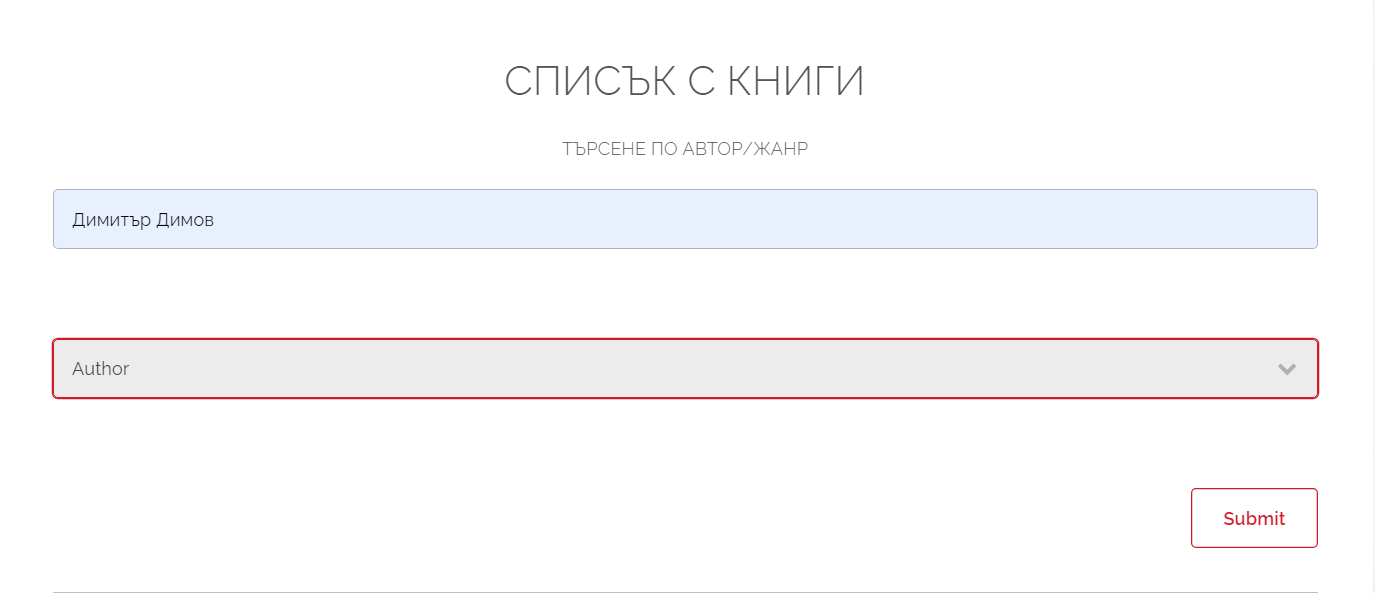 СПИСЪК С КНИГИ
ТЪРСЕНЕ ПО АВТОР/ЖАНР
Димитър Димов
Author
Submit